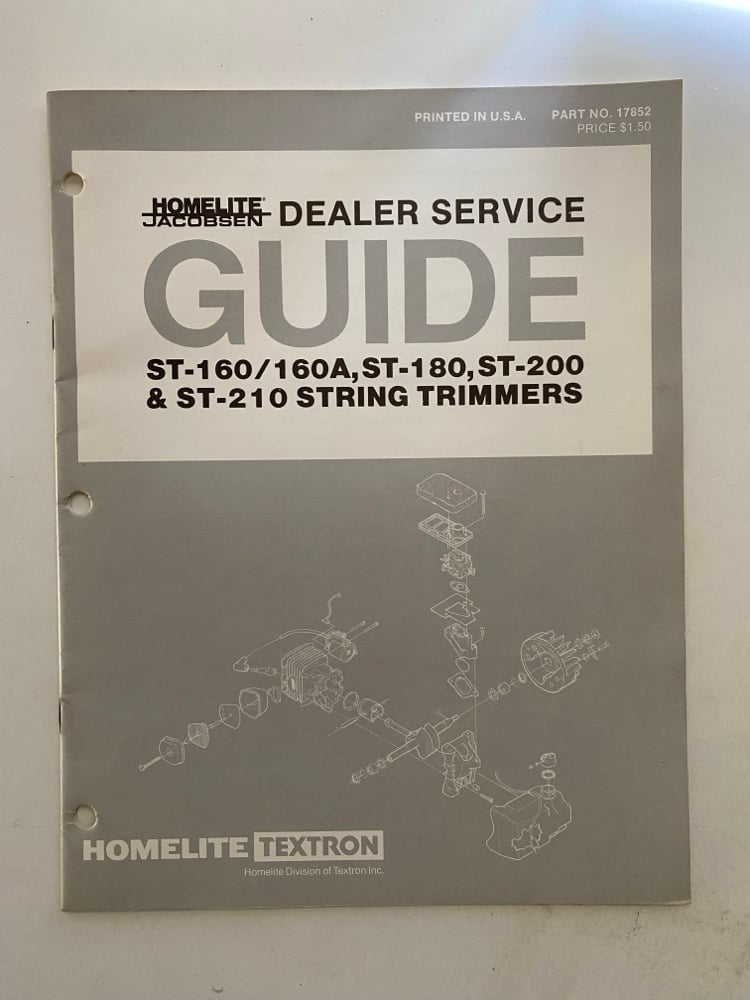 PRINTED IN U.S.A. PART NO. 17852
PRICE $1.50
HOMELITE®
JACOBSEN
DEALER SERVICE
GUIDE
ST-160/160A, ST-180, ST-200
& ST-210 STRING TRIMMERS
HOMELITE TEXTRON
Homelite Division of Textron Inc.